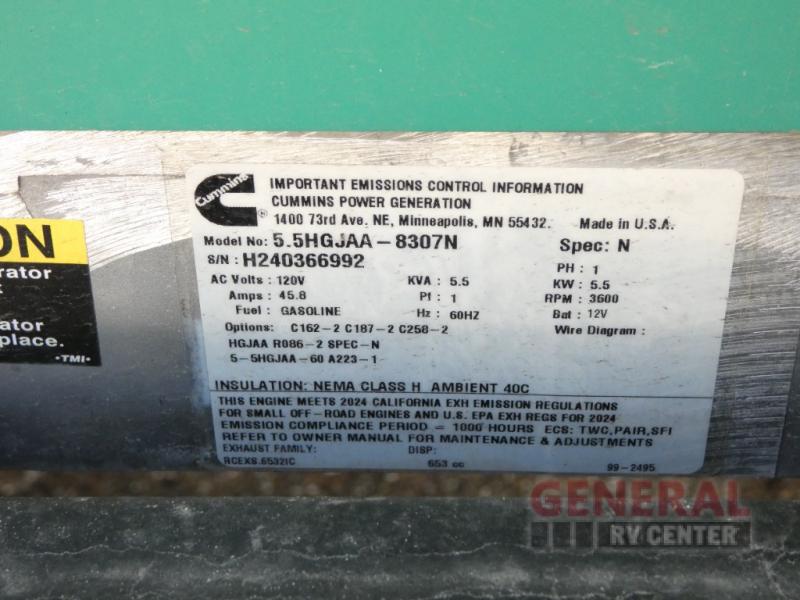 Cummins
IMPORTANT EMISSIONS CONTROL INFORMATION
CUMMINS POWER GENERATION
1400 73rd Ave. NE, Minneapolis, MN 55432. Made in U.S.A.
Model No: 5.5HGJAA-8307N Spec: N
S/N: H240366992 PH: 1
AC Volts: 120V KVA: 5.5 KW: 5.5
Amps: 45.8 Pf: 1 RPM: 3600
Fuel: GASOLINE Hz: 60HZ Bat: 12V
Options: C162-2 C187-2 C258-2 Wire Diagram:
HGJAA R086-2 SPEC-N
5-5HGJAA-60 A223-1
INSULATION: NEMA CLASS H AMBIENT 40C
THIS ENGINE MEETS 2024 CALIFORNIA EXH EMISSION REGULATIONS
FOR SMALL OFF-ROAD ENGINES AND U.S. EPA EXH REGS FOR 2024
EMISSION COMPLIANCE PERIOD = 1000 HOURS ECS: TWC,PAIR,SFI
REFER TO OWNER MANUAL FOR MAINTENANCE & ADJUSTMENTS
EXHAUST FAMILY: DISP:
RCEXS.6532IC 653 cc 99-2495
ON
rator
k
ator
place.
-TMI-
GENERAL
RV CENTER